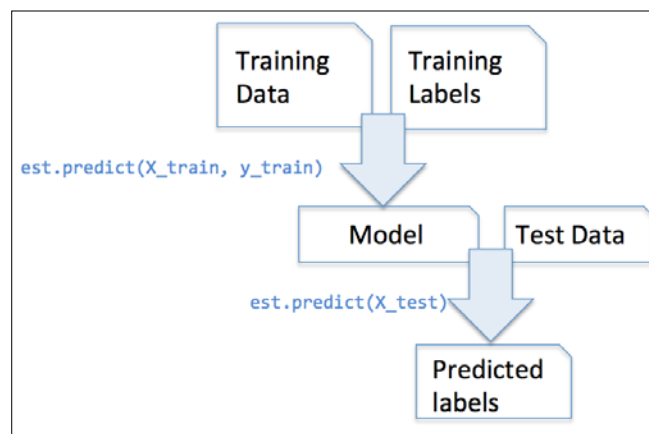 Training
Data
Training
Labels
est.predict(X_train, y_train)
Model
Test Data
est.predict(X_test)
Predicted
labels